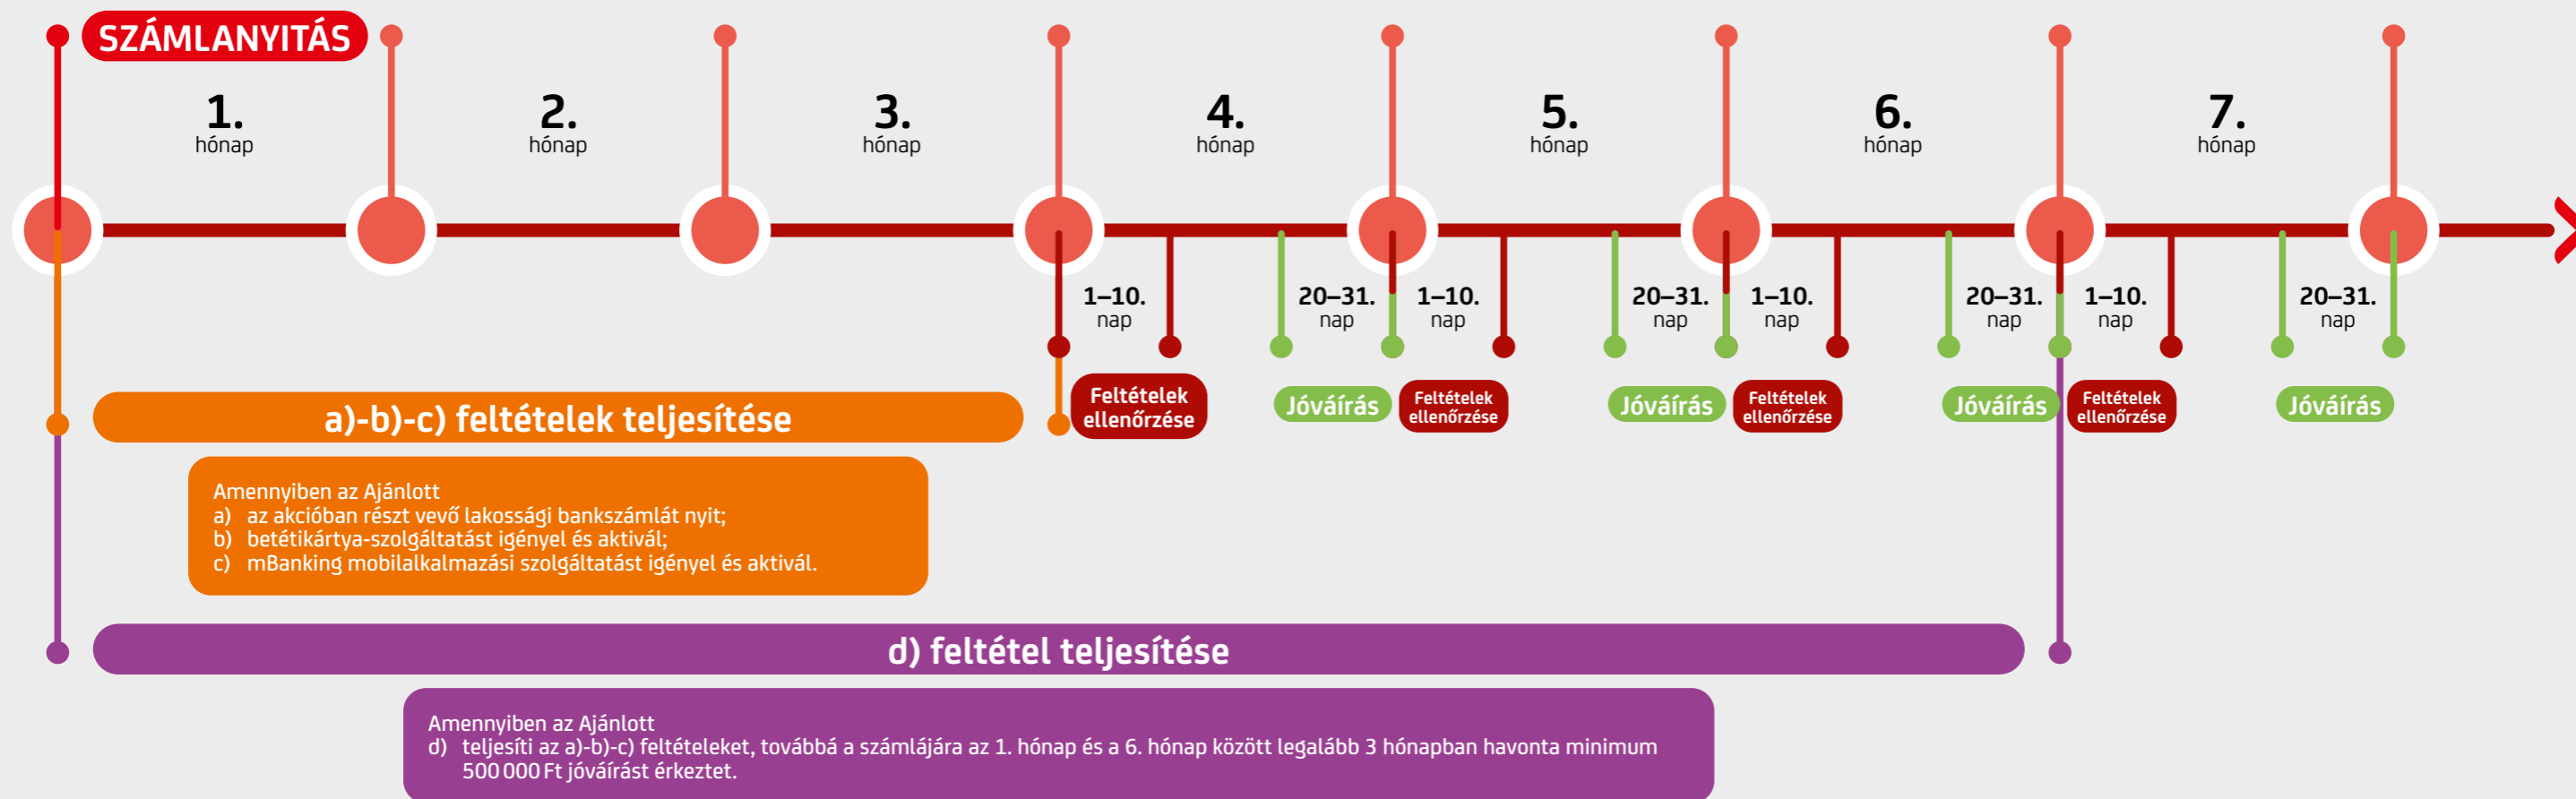 SZÁMLANYITÁS
1.
hónap
2.
hónap
3.
hónap
4.
hónap
5.
hónap
6.
hónap
7.
hónap
1–10.
nap
20–31.
nap
1–10.
nap
20–31.
nap
1–10.
nap
20–31.
nap
1–10.
nap
20–31.
nap
Feltételek
ellenőrzése
Jóváírás
Feltételek
ellenőrzése
Jóváírás
Feltételek
ellenőrzése
Jóváírás
Feltételek
ellenőrzése
Jóváírás
a)-b)-c) feltételek teljesítése
Amennyiben az Ajánlott
a) az akcióban részt vevő lakossági bankszámlát nyit;
b) betétikártya-szolgáltatást igényel és aktivál;
c) mBanking mobilalkalmazási szolgáltatást igényel és aktivál.
d) feltétel teljesítése
Amennyiben az Ajánlott
d) teljesíti az a)-b)-c) feltételeket, továbbá a számlájára az 1. hónap és a 6. hónap között legalább 3 hónapban havonta minimum
500 000 Ft jóváírást érkeztet.